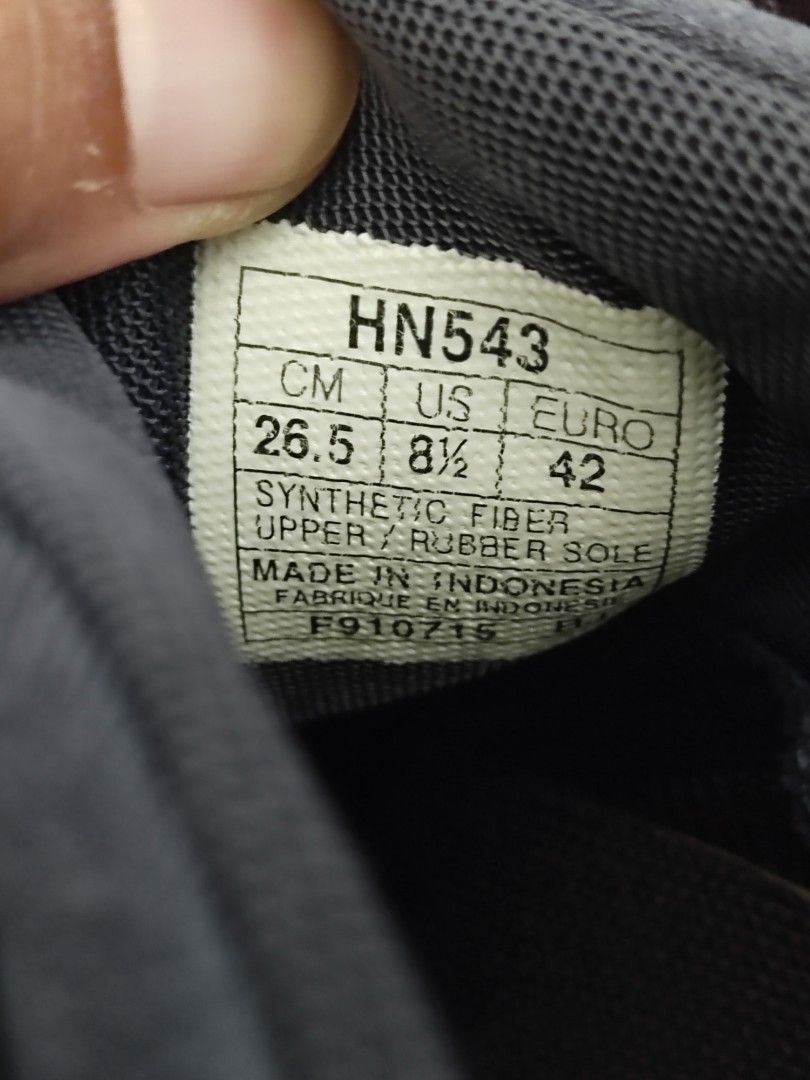 HN543
CM US EURO
26.5 8½ 42
SYNTHETIC FIBER
UPPER / RUBBER SOLE
MADE IN INDONESIA
FABRIQUE EN INDONESIE
F910715